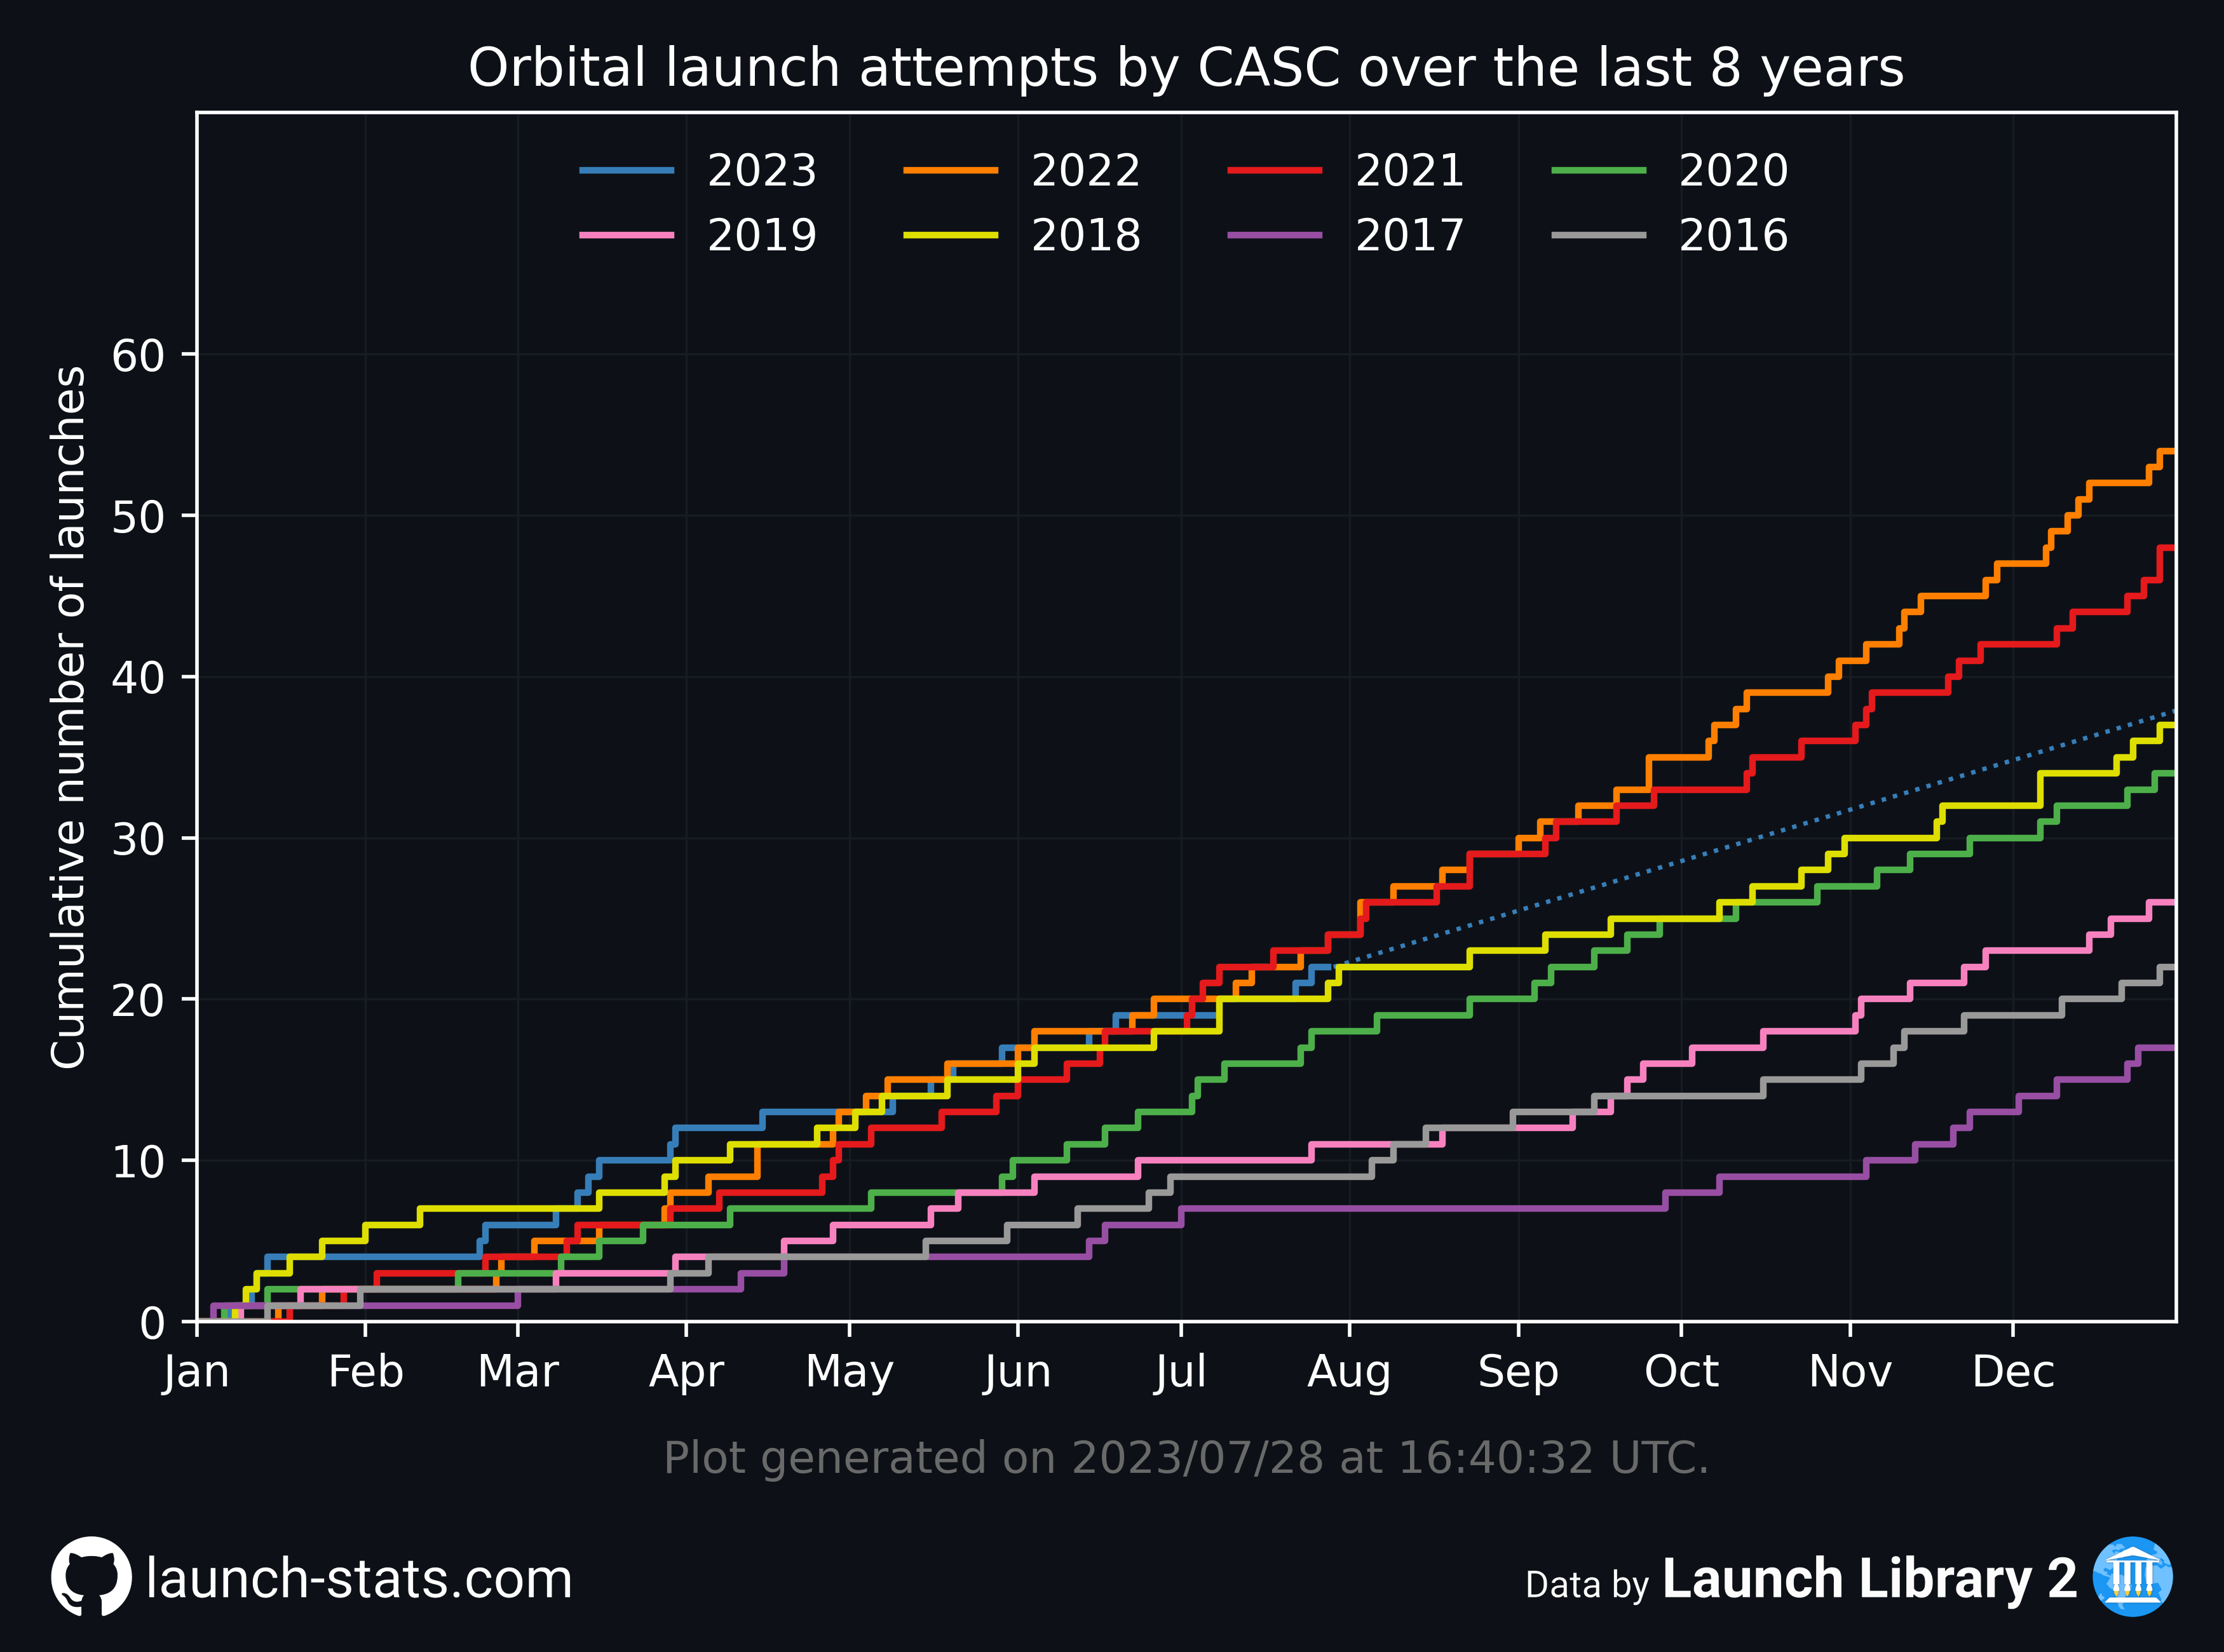 Orbital launch attempts by CASC over the last 8 years
2023 2022 2021 2020
2019 2018 2017 2016
Cumulative number of launches
60
50
40
30
20
10
0
Jan Feb Mar Apr May Jun Jul Aug Sep Oct Nov Dec
Plot generated on 2023/07/28 at 16:40:32 UTC.
launch-stats.com
Data by Launch Library 2